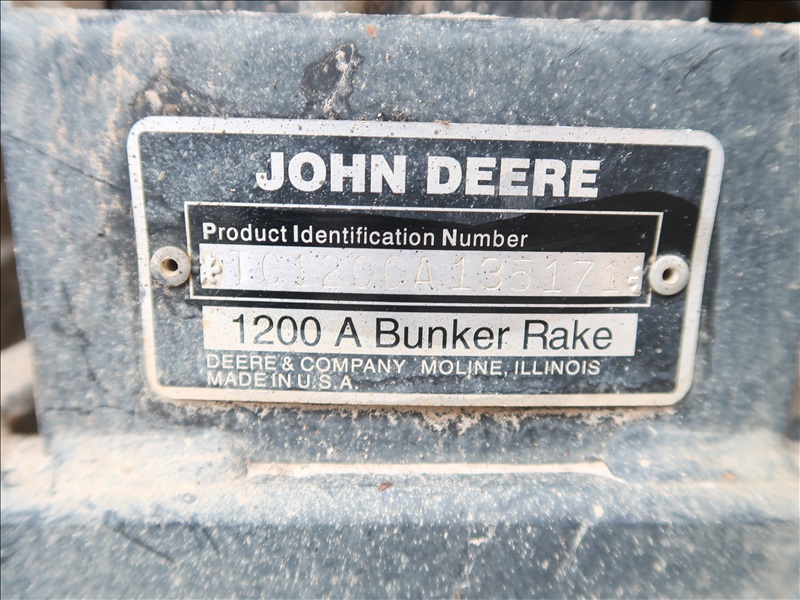 JOHN DEERE
Product Identification Number
*TC1200A135171*
1200 A Bunker Rake
DEERE & COMPANY MOLINE, ILLINOIS
MADE IN U.S.A.